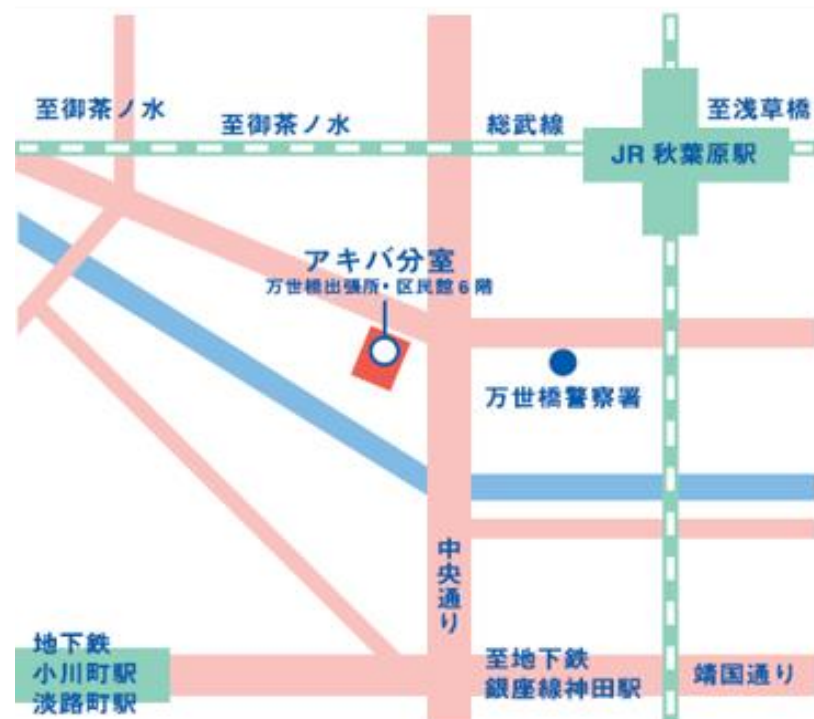 至御茶ノ水
至御茶ノ水
総武線
至浅草橋
JR 秋葉原駅
アキバ分室
万世橋出張所・区民館6階
万世橋警察署
中央通り
地下鉄
小川町駅
淡路町駅
至地下鉄
銀座線神田駅
靖国通り